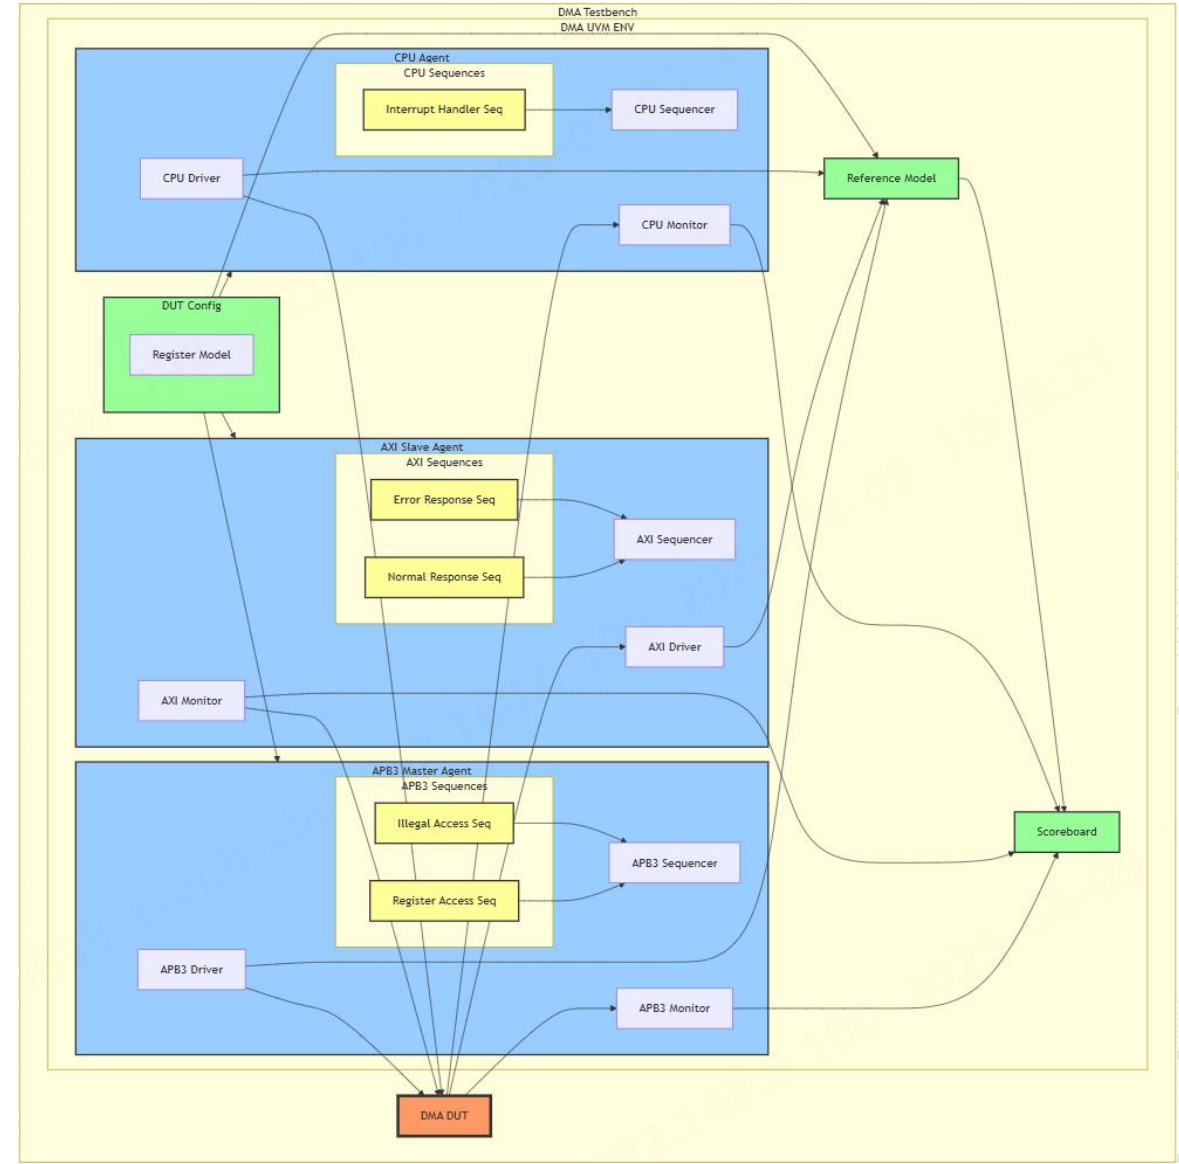 DMA Testbench
DMA UVM ENV
CPU Agent
CPU Sequences
Interrupt Handler Seq
CPU Sequencer
CPU Driver
Reference Model
CPU Monitor
DUT Config
Register Model
AXI Slave Agent
AXI Sequences
Error Response Seq
AXI Sequencer
Normal Response Seq
AXI Driver
AXI Monitor
APB3 Master Agent
APB3 Sequences
Illegal Access Seq
Scoreboard
APB3 Sequencer
Register Access Seq
APB3 Driver
APB3 Monitor
DMA DUT